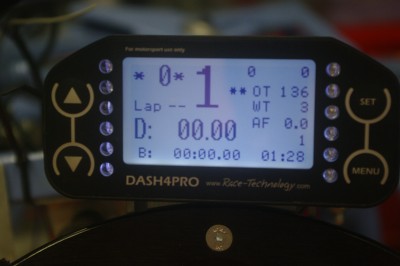 For motorsport use only
* 0* 1 0 0
** OT 136
Lap -- WT 3
D: 00.00 AF 0.0
1
B: 00:00.00 01:28
SET
MENU
DASH4PRO www.Race-Technology.com